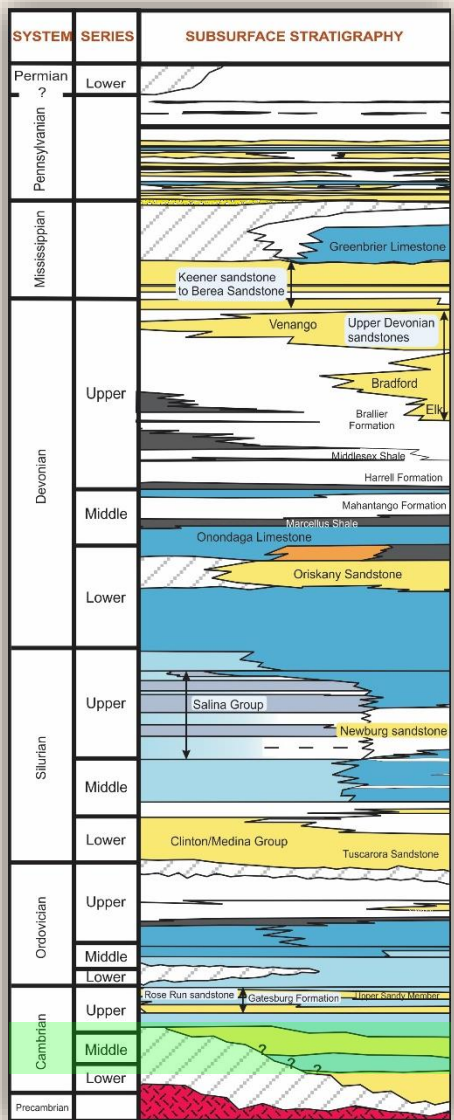 SYSTEM
SERIES
SUBSURFACE STRATIGRAPHY
Permian
?
Lower
Pennsylvanian
Mississippian
Greenbrier Limestone
Keener sandstone
to Berea Sandstone
Devonian
Upper
Venango
Upper Devonian
sandstones
Bradford
Elk
Brallier
Formation
Middlesex Shale
Harrell Formation
Middle
Mahantango Formation
Marcellus Shale
Onondaga Limestone
Lower
Oriskany Sandstone
Silurian
Upper
Salina Group
Newburg sandstone
Middle
Lower
Clinton/Medina Group
Tuscarora Sandstone
Ordovician
Upper
Middle
Lower
Cambrian
Upper
Rose Run sandstone
Gatesburg Formation
Upper Sandy Member
Middle
?
?
?
Lower
Precambrian